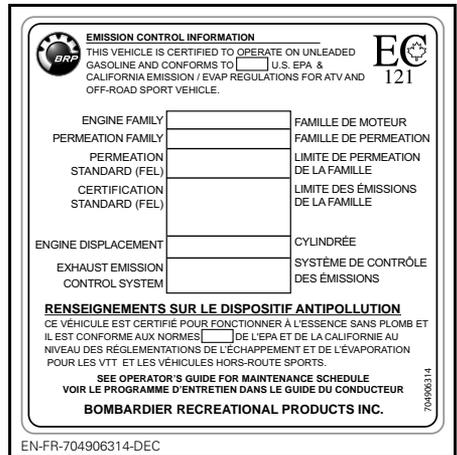 EMISSION CONTROL INFORMATION
THIS VEHICLE IS CERTIFIED TO OPERATE ON UNLEADED
GASOLINE AND CONFORMS TO U.S. EPA &
CALIFORNIA EMISSION / EVAP REGULATIONS FOR ATV AND
OFF-ROAD SPORT VEHICLE.
BRP
EC
121
ENGINE FAMILY FAMILLE DE MOTEUR
PERMEATION FAMILY FAMILLE DE PERMEATION
PERMEATION LIMITE DE PERMEATION
STANDARD (FEL) DE LA FAMILLE
CERTIFICATION LIMITE DES ÉMISSIONS
STANDARD (FEL) DE LA FAMILLE
ENGINE DISPLACEMENT CYLINDRÉE
EXHAUST EMISSION SYSTÈME DE CONTRÔLE
CONTROL SYSTEM DES ÉMISSIONS
RENSEIGNEMENTS SUR LE DISPOSITIF ANTIPOLLUTION
CE VÉHICULE EST CERTIFIÉ POUR FONCTIONNER À L'ESSENCE SANS PLOMB ET
IL EST CONFORME AUX NORMES DE L'EPA ET DE LA CALIFORNIE AU
NIVEAU DES RÉGLEMENTATIONS DE L'ÉCHAPPEMENT ET DE L'ÉVAPORATION
POUR LES VTT ET LES VÉHICULES HORS-ROUTE SPORTS.
SEE OPERATOR'S GUIDE FOR MAINTENANCE SCHEDULE
VOIR LE PROGRAMME D'ENTRETIEN DANS LE GUIDE DU CONDUCTEUR
BOMBARDIER RECREATIONAL PRODUCTS INC.
704906314
EN-FR-704906314-DEC